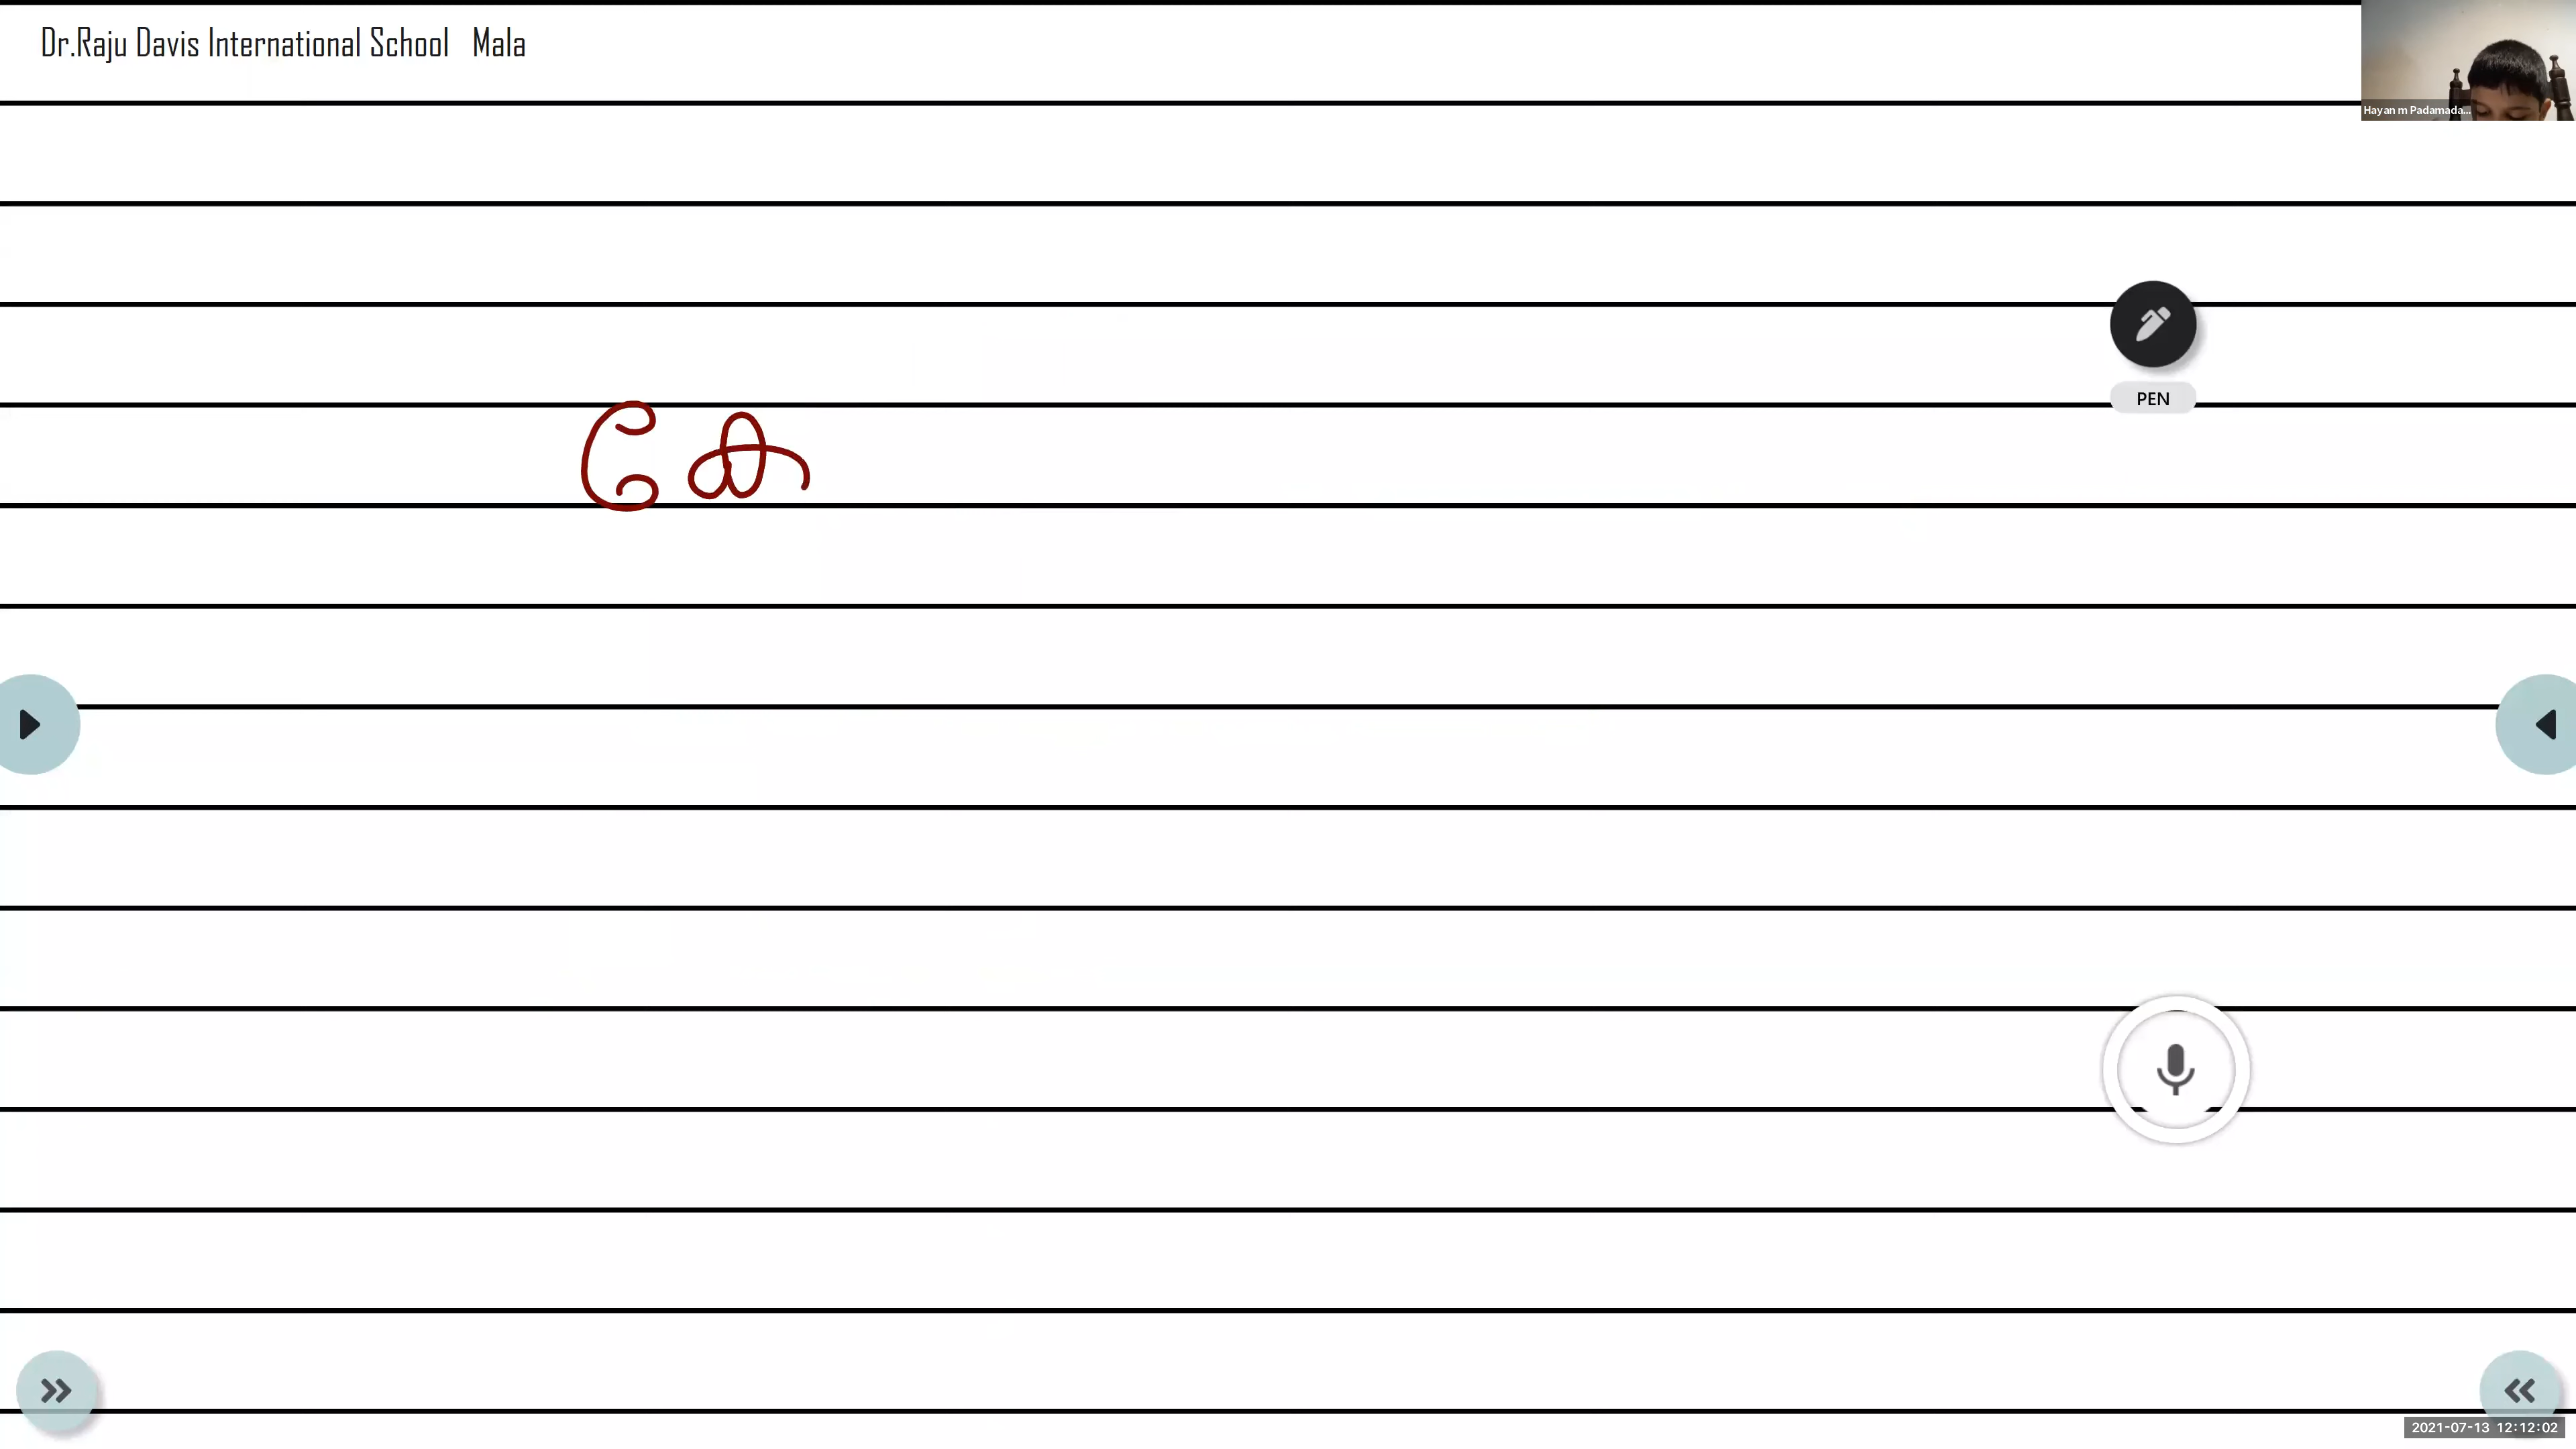 Dr.Raju Davis International School Mala
Hayan m Padamada...
PEN
കേ
2021-07-13 12:12:02